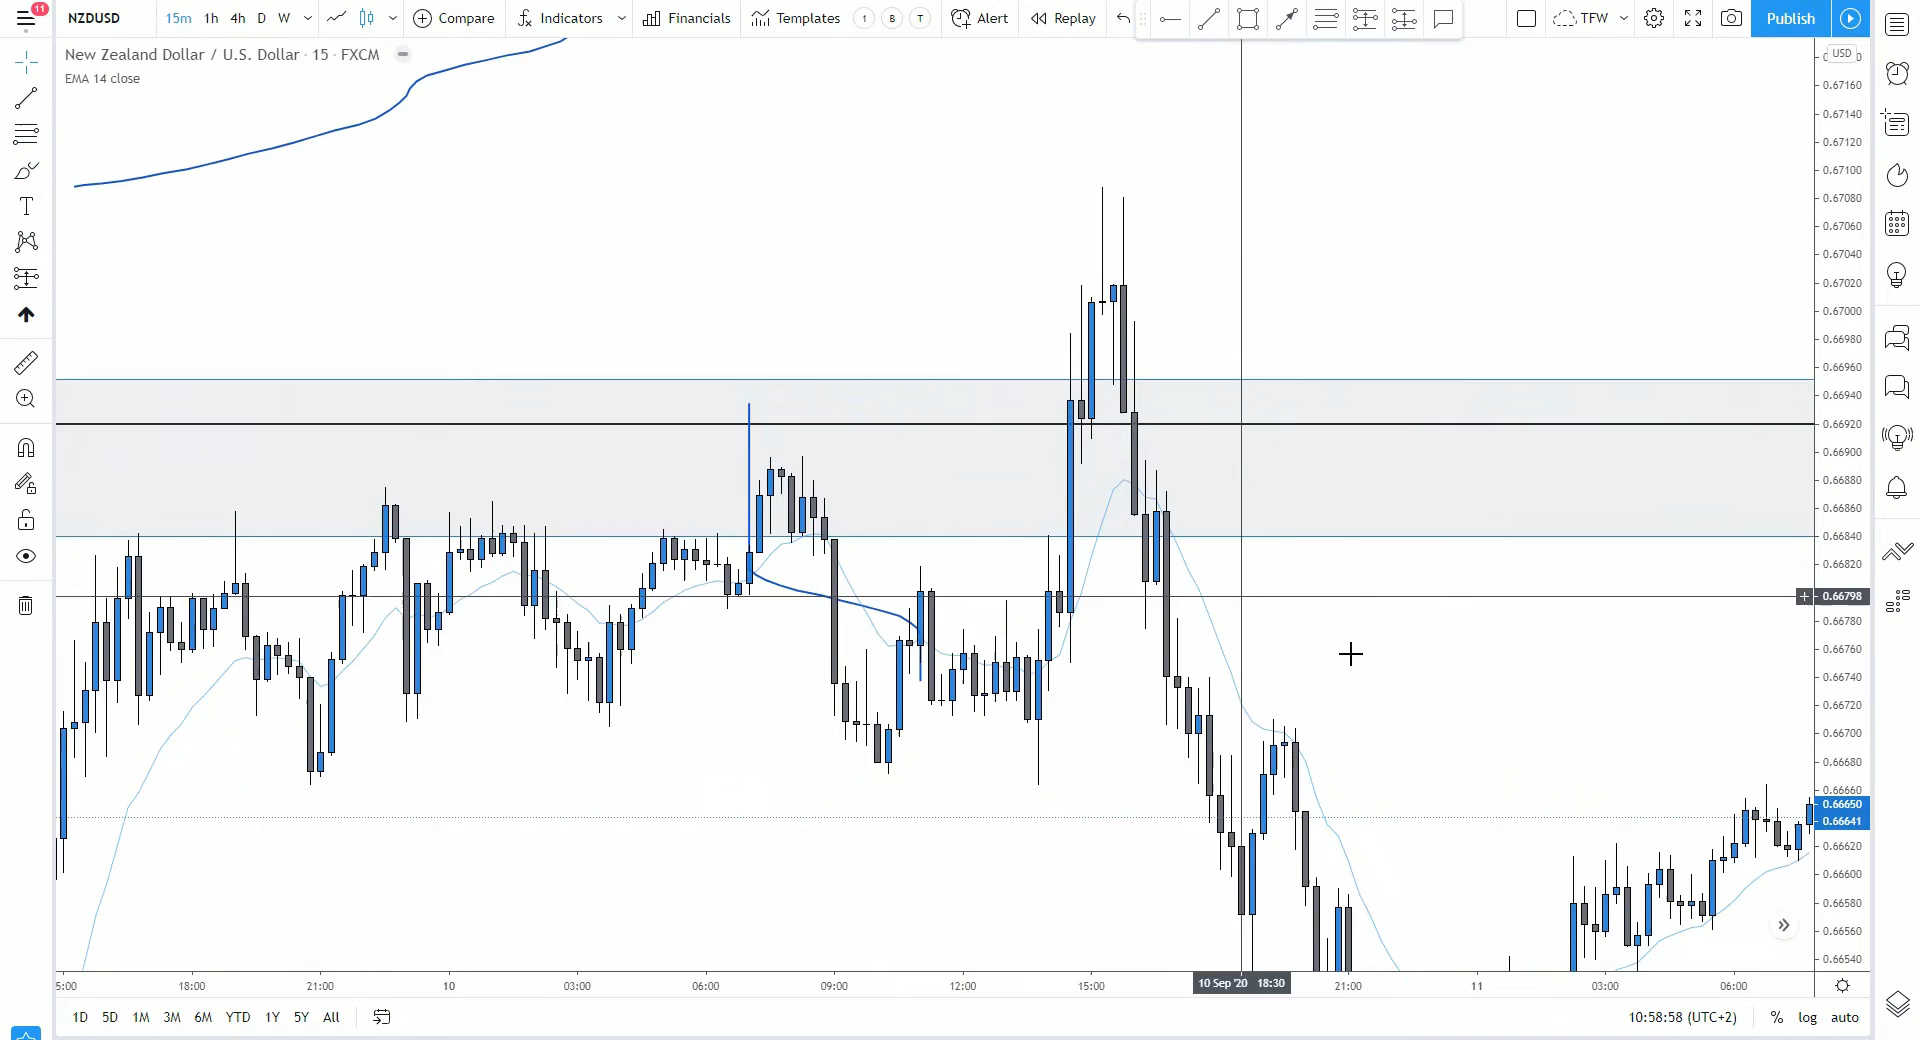 11
NZDUSD
15m 1h 4h D W
Compare
Indicators
Financials
Templates
1 B T
Alert
Replay
TFW
Publish
New Zealand Dollar / U.S. Dollar · 15 · FXCM
EMA 14 close
USD
0.67160
0.67140
0.67120
0.67100
0.67080
0.67060
0.67040
0.67020
0.67000
0.66980
0.66960
0.66940
0.66920
0.66900
0.66880
0.66860
0.66840
0.66820
0.66798
0.66780
0.66760
0.66740
0.66720
0.66700
0.66680
0.66660
0.66650
0.66641
0.66620
0.66600
0.66580
0.66560
0.66540
5:00 18:00 21:00 10 03:00 06:00 09:00 12:00 15:00 10 Sep '20 18:30 21:00 11 03:00 06:00
1D 5D 1M 3M 6M YTD 1Y 5Y All
10:58:58 (UTC+2)
% log auto